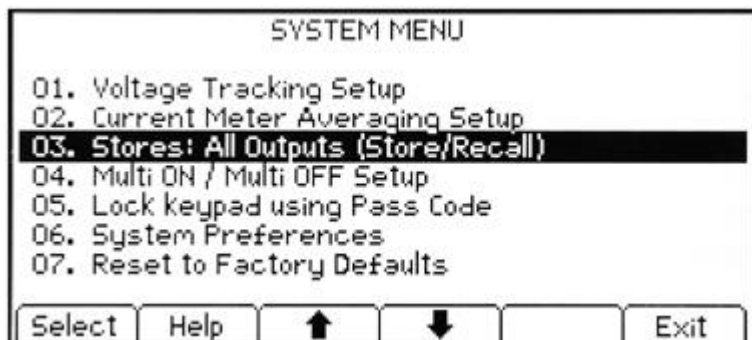 SYSTEM MENU
01. Voltage Tracking Setup
02. Current Meter Averaging Setup
03. Stores: All Outputs (Store/Recall)
04. Multi ON / Multi OFF Setup
05. Lock keypad using Pass Code
06. System Preferences
07. Reset to Factory Defaults
Select Help ↑ ↓ Exit